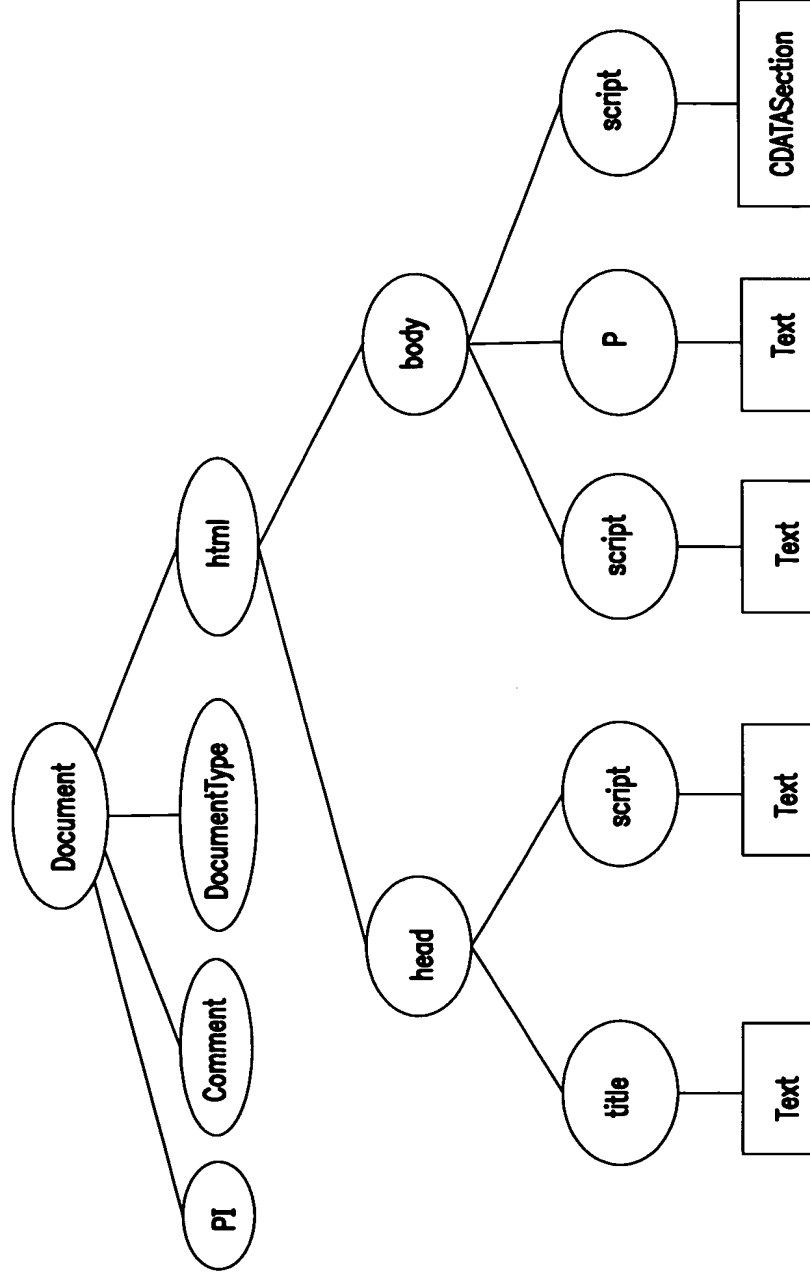 Document
PI
Comment
DocumentType
html
head
body
title
script
script
P
script
Text
Text
Text
Text
CDATASection